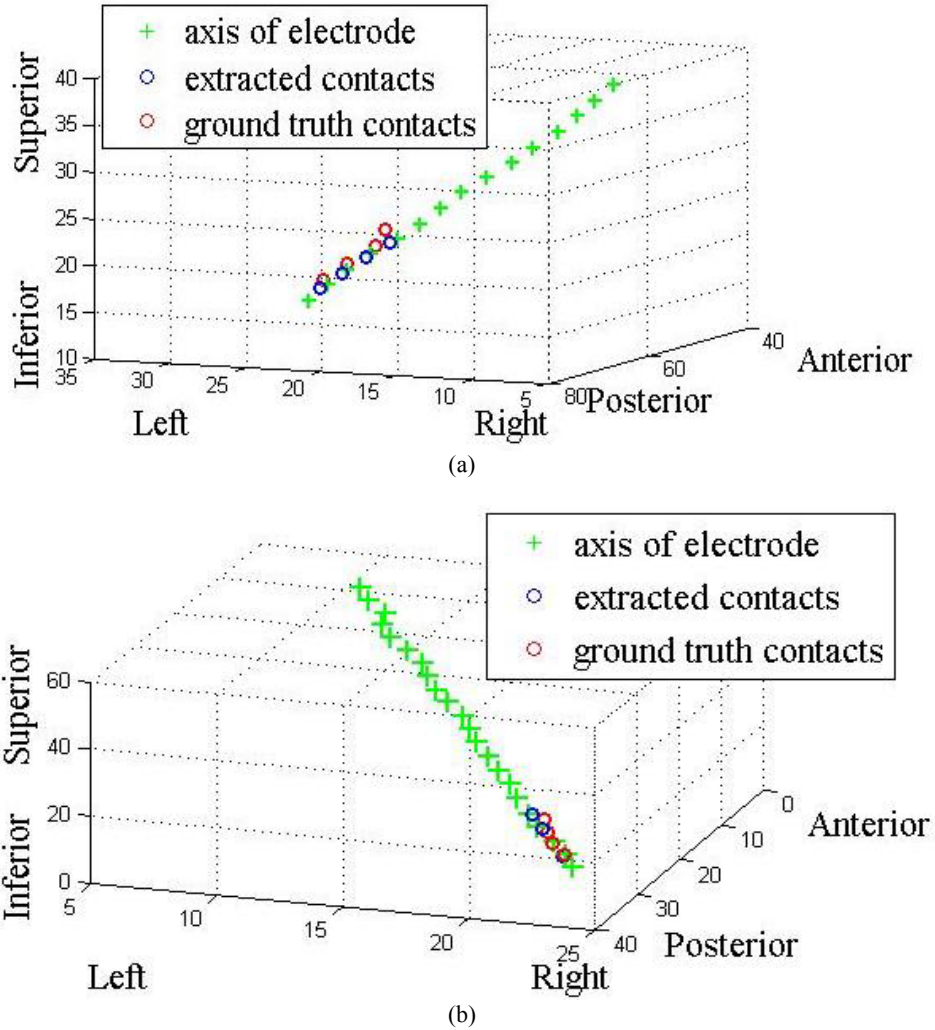 axis of electrode
extracted contacts
ground truth contacts
Superior
Inferior
40
35
30
25
20
15
10
35
30
25
20
15
10
5
80
60
40
Left
Right
Posterior
Anterior
(a)
axis of electrode
extracted contacts
ground truth contacts
Superior
Inferior
60
40
20
0
5
10
15
20
25
40
30
20
10
0
Left
Right
Posterior
Anterior
(b)